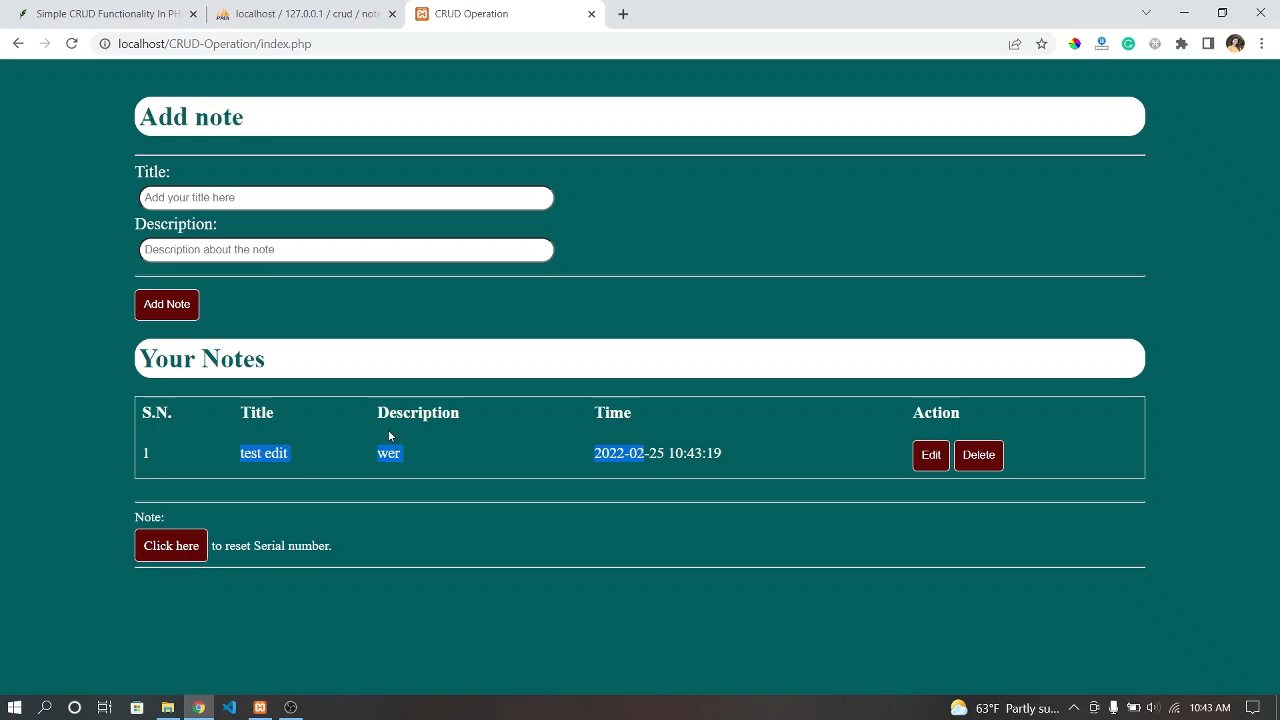 Simple CRUD Functionality in PH
localhost / 127.0.0.1 / crud / note
CRUD Operation
localhost/CRUD-Operation/index.php
Add note
Title:
Add your title here
Description:
Description about the note
Add Note
Your Notes
S.N. Title Description Time Action
1 test edit wer 2022-02-25 10:43:19 Edit Delete
Note:
Click here to reset Serial number.
63°F Partly su... 10:43 AM